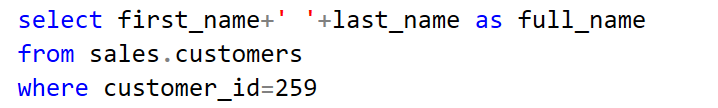 select first_name+' '+last_name as full_name
from sales.customers
where customer_id=259